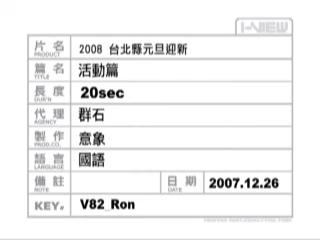 I-VIEW
片名 PRODUCT 2008 台北縣元旦迎新
篇名 TITLE 活動篇
長度 DUR'N 20sec
代理 AGENCY 群石
製作 PROD.CO. 意象
語言 LANGUAGE 國語
備註 NOTE 日期 DATE 2007.12.26
KEY# V82_Ron